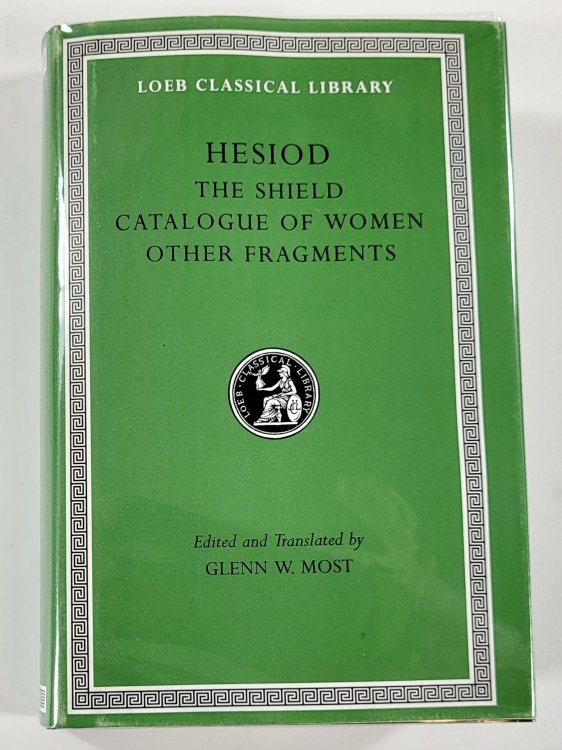 LOEB CLASSICAL LIBRARY
HESIOD
THE SHIELD
CATALOGUE OF WOMEN
OTHER FRAGMENTS
LOEB · CLASSICAL · LIBRARY
Edited and Translated by
GLENN W. MOST